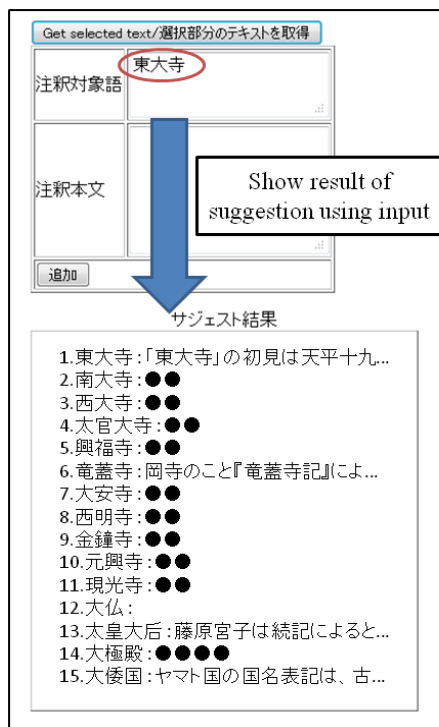 Get selected text/選択部分のテキストを取得
注釈対象語
東大寺
注釈本文
Show result of
suggestion using input
追加
サジェスト結果
1.東大寺:「東大寺」の初見は天平十九...
2.南大寺:●●
3.西大寺:●●
4.太官大寺:●●
5.興福寺:●●
6.竜蓋寺:岡寺のこと『竜蓋寺記』によ...
7.大安寺:●●
8.西明寺:●●
9.金鐘寺:●●
10.元興寺:●●
11.現光寺:●●
12.大仏:
13.太皇太后:藤原宮子は続記によると...
14.大極殿:●●●●
15.大倭国:ヤマト国の国名表記は、古...